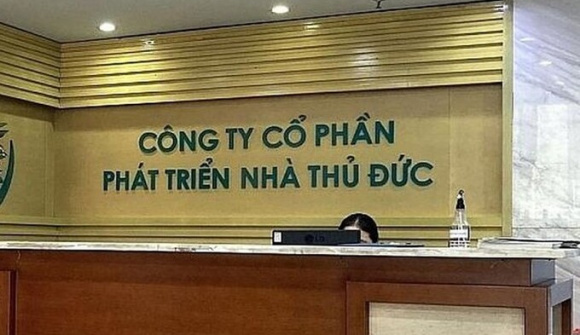 CÔNG TY CỔ PHẦN
PHÁT TRIỂN NHÀ THỦ ĐỨC